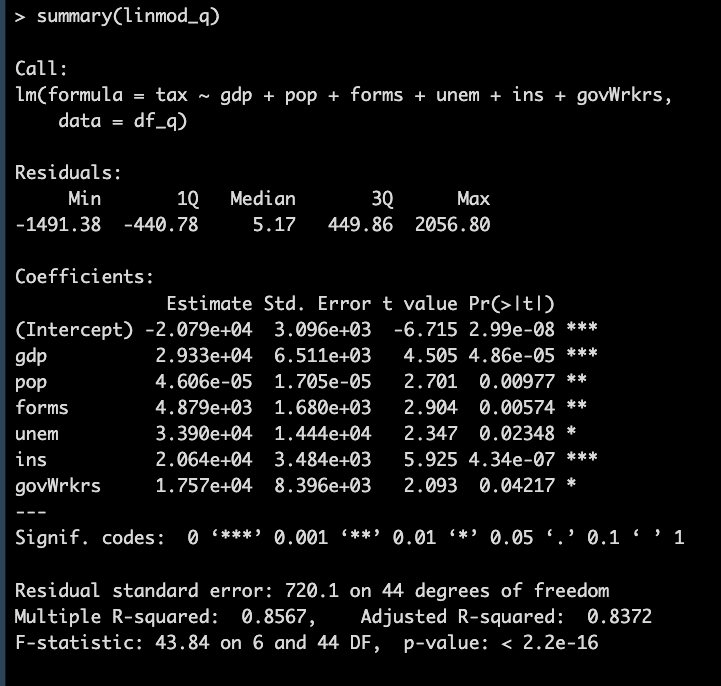 > summary(linmod_q)

Call:
lm(formula = tax ~ gdp + pop + forms + unem + ins + govWrkrs,
    data = df_q)

Residuals:
     Min       1Q   Median       3Q      Max
-1491.38  -440.78     5.17   449.86  2056.80

Coefficients:
              Estimate Std. Error t value Pr(>|t|)
(Intercept) -2.079e+04  3.096e+03  -6.715 2.99e-08 ***
gdp          2.933e+04  6.511e+03   4.505 4.86e-05 ***
pop          4.606e-05  1.705e-05   2.701  0.00977 **
forms        4.879e+03  1.680e+03   2.904  0.00574 **
unem         3.390e+04  1.444e+04   2.347  0.02348 *
ins          2.064e+04  3.484e+03   5.925 4.34e-07 ***
govWrkrs     1.757e+04  8.396e+03   2.093  0.04217 *
---
Signif. codes:  0 ‘***’ 0.001 ‘**’ 0.01 ‘*’ 0.05 ‘.’ 0.1 ‘ ’ 1

Residual standard error: 720.1 on 44 degrees of freedom
Multiple R-squared:  0.8567,    Adjusted R-squared:  0.8372
F-statistic: 43.84 on 6 and 44 DF,  p-value: < 2.2e-16